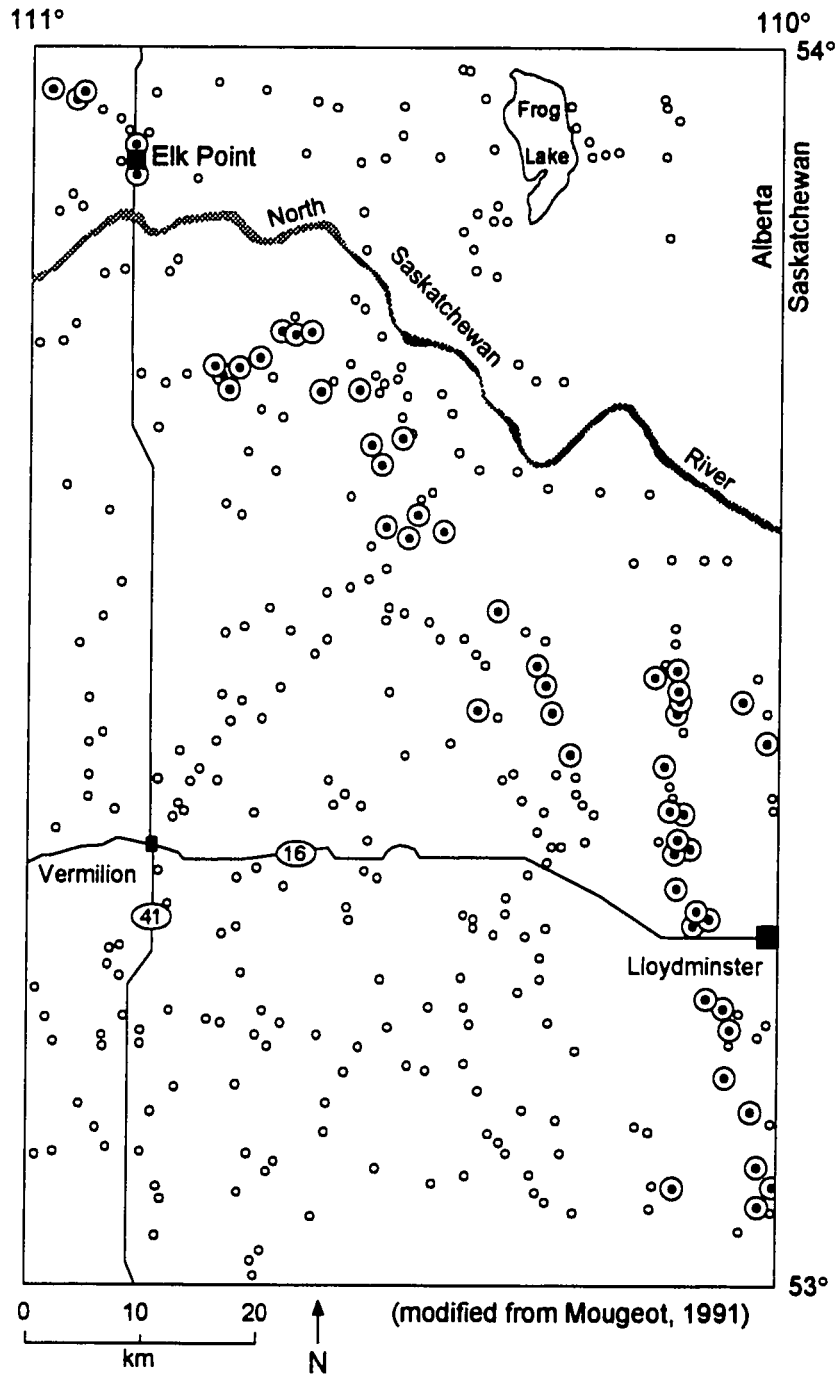 111°
110°
54°
Frog
Lake
Elk Point
North
Saskatchewan
River
Alberta
Saskatchewan
Vermilion
16
41
Lloydminster
53°
0 10 20
km
N
(modified from Mougeot, 1991)